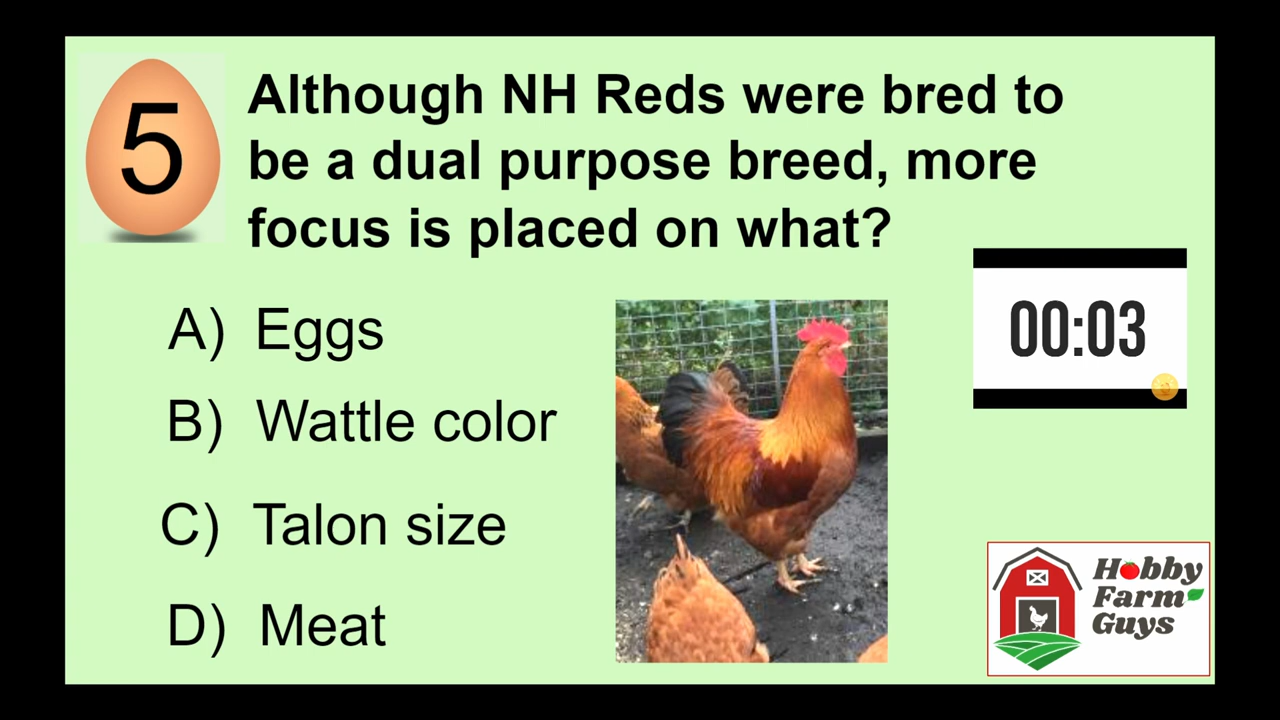 5
Although NH Reds were bred to
be a dual purpose breed, more
focus is placed on what?
00:03
A) Eggs
B) Wattle color
C) Talon size
D) Meat
Hobby
Farm
Guys